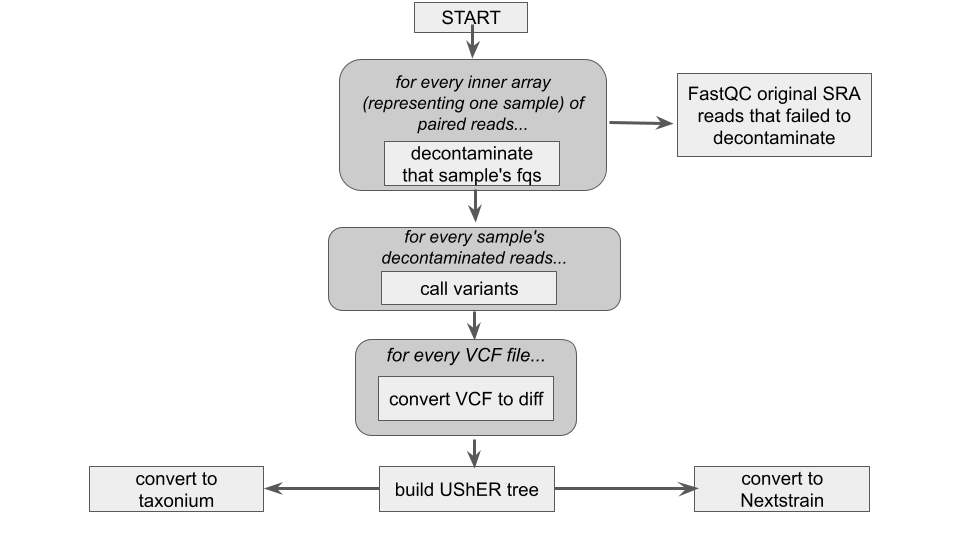 START
for every inner array
(representing one sample) of
paired reads...
decontaminate
that sample's fqs
FastQC original SRA
reads that failed to
decontaminate
for every sample's
decontaminated reads...
call variants
for every VCF file...
convert VCF to diff
convert to
taxonium
build UShER tree
convert to
Nextstrain